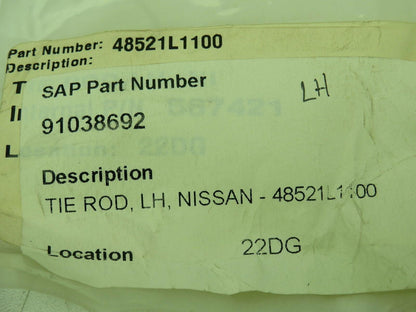 Part Number: 48521L1100
Description:
SAP Part Number
LH
91038692
Description
TIE ROD, LH, NISSAN - 48521L1100
Location 22DG